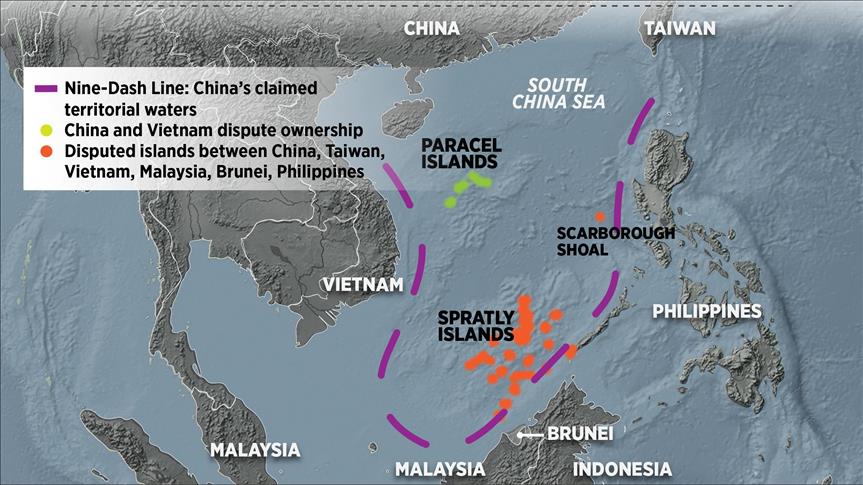 CHINA
TAIWAN
Nine-Dash Line: China's claimed
territorial waters
China and Vietnam dispute ownership
Disputed islands between China, Taiwan,
Vietnam, Malaysia, Brunei, Philippines
SOUTH
CHINA SEA
PARACEL
ISLANDS
SCARBOROUGH
SHOAL
VIETNAM
SPRATLY
ISLANDS
PHILIPPINES
BRUNEI
MALAYSIA
MALAYSIA
INDONESIA